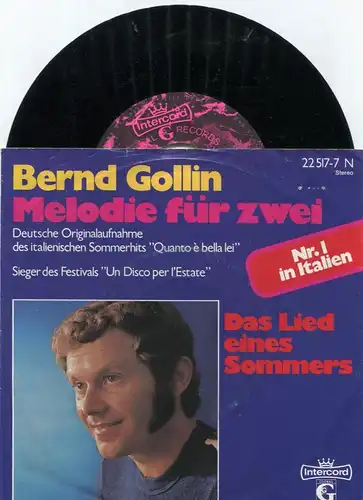 Intercord
G RECORDS
22 517-7 N
Stereo
Bernd Gollin
Melodie für zwei
Deutsche Originalaufnahme
des italienischen Sommerhits "Quanto è bella lei"
Sieger des Festivals "Un Disco per l'Estate"
Nr. 1
in Italien
Das Lied
eines
Sommers
Intercord
G